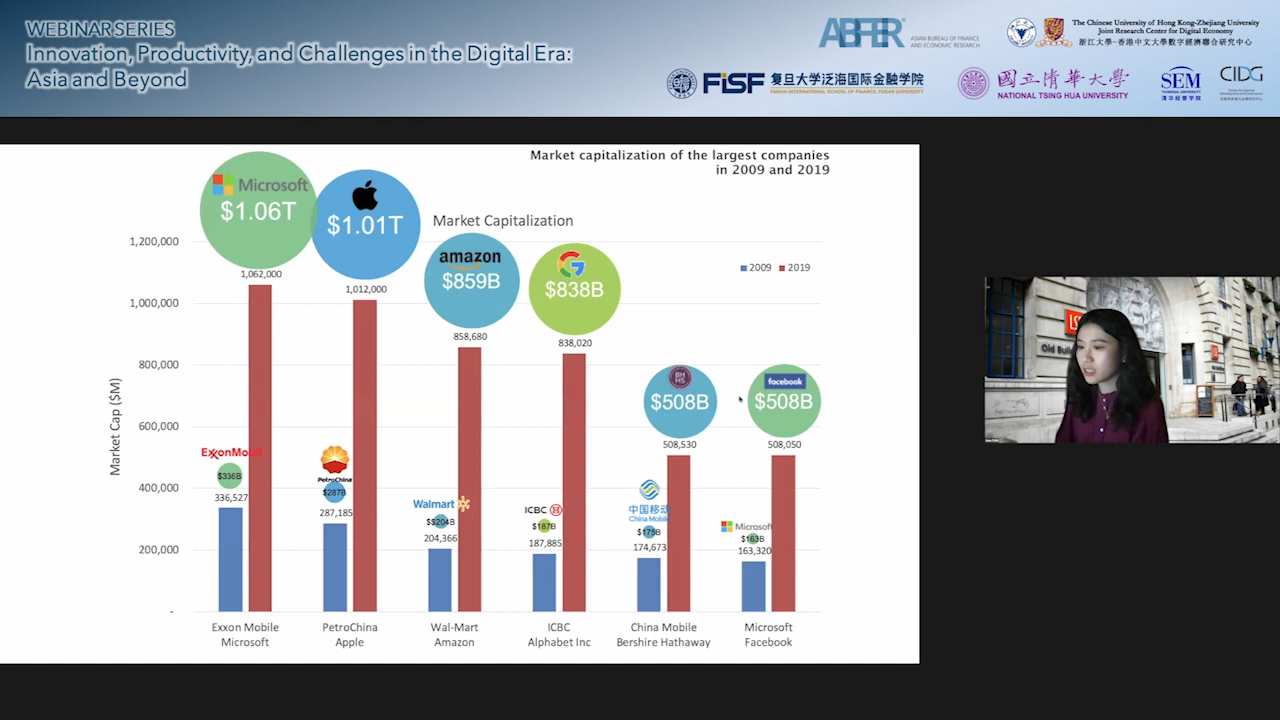 WEBINAR SERIES
Innovation, Productivity, and Challenges in the Digital Era:
Asia and Beyond
ABFER
ASIAN BUREAU OF FINANCE
AND ECONOMIC RESEARCH
The Chinese University of Hong Kong-Zhejiang University
Joint Research Center for Digital Economy
浙江大學-香港中文大學數字經濟聯合研究中心
FISF 复旦大学泛海国际金融学院
FANHAI INTERNATIONAL SCHOOL OF FINANCE, FUDAN UNIVERSITY
國立清華大學
NATIONAL TSING HUA UNIVERSITY
SEM
TSINGHUA UNIVERSITY
清华经管学院
CIDG
Market capitalization of the largest companies
in 2009 and 2019
Market Capitalization
2009 2019
Market Cap ($M)
1,200,000
1,000,000
800,000
600,000
400,000
200,000
-
Microsoft
$1.06T
1,062,000
$1.01T
1,012,000
amazon
$859B
858,680
G
$838B
838,020
BH
HS
$508B
508,530
facebook
$508B
508,050
ExxonMobil
$336B
336,527
PetroChina
$287B
287,185
Walmart
$$204B
204,366
ICBC
$187B
187,885
中国移动
China Mobile
$175B
174,673
Microsoft
$163B
163,320
Exxon Mobile
Microsoft
PetroChina
Apple
Wal-Mart
Amazon
ICBC
Alphabet Inc
China Mobile
Bershire Hathaway
Microsoft
Facebook
LS
Old Buil